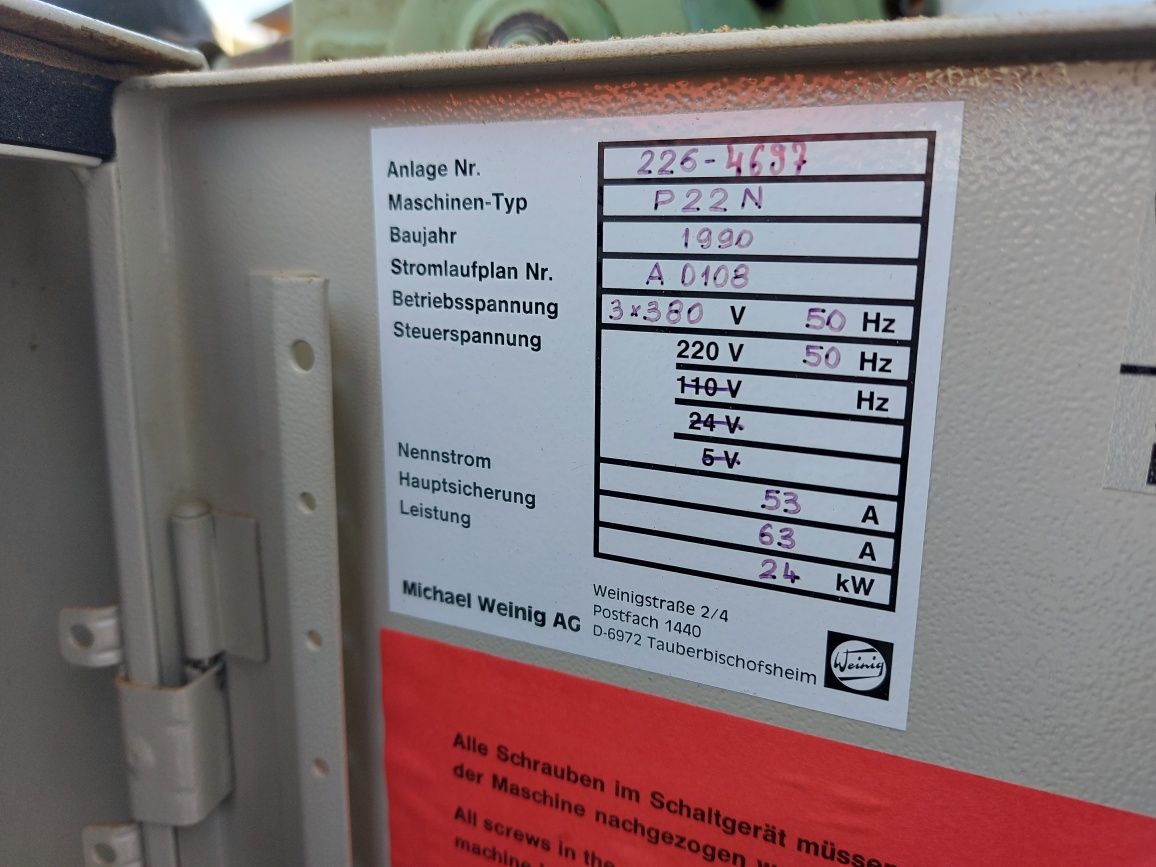 Anlage Nr. 226-4697
Maschinen-Typ P22N
Baujahr 1990
Stromlaufplan Nr. A 0108
Betriebsspannung 3x380 V 50 Hz
Steuerspannung 220 V 50 Hz
110 V Hz
24 V
5 V
Nennstrom 53 A
Hauptsicherung 63 A
Leistung 24 kW
Michael Weinig AG
Weinigstraße 2/4
Postfach 1440
D-6972 Tauberbischofsheim
Weinig
Alle Schrauben im Schaltgerät müssen
der Maschine nachgezogen
All screws in the
machine